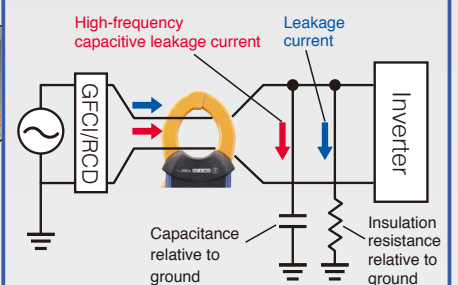 High-frequency
capacitive leakage current
Leakage
current
GFCI/RCD
Inverter
Capacitance
relative to
ground
Insulation
resistance
relative to
ground